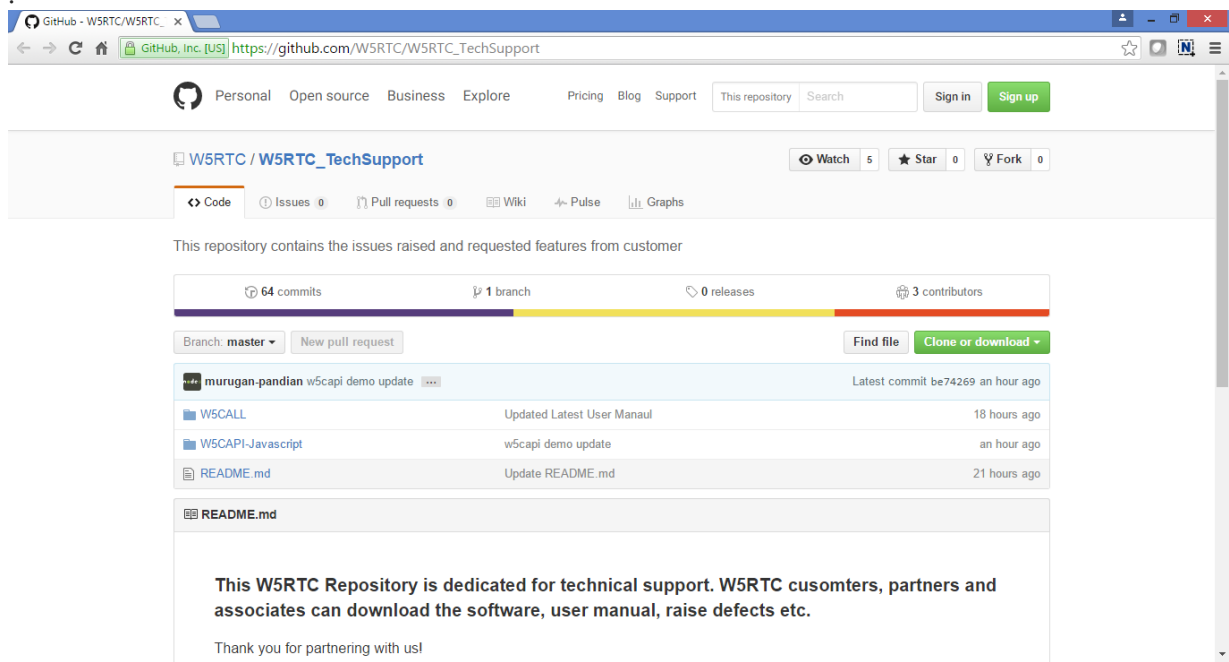 GitHub - W5RTC/W5RTC_
GitHub, Inc. [US] https://github.com/W5RTC/W5RTC_TechSupport
Personal Open source Business Explore Pricing Blog Support This repository Search Sign in Sign up
W5RTC / W5RTC_TechSupport Watch 5 Star 0 Fork 0
Code Issues 0 Pull requests 0 Wiki Pulse Graphs
This repository contains the issues raised and requested features from customer
64 commits 1 branch 0 releases 3 contributors
Branch: master New pull request Find file Clone or download
murugan-pandian w5capi demo update ... Latest commit be74269 an hour ago
W5CALL Updated Latest User Manaul 18 hours ago
W5CAPI-Javascript w5capi demo update an hour ago
README.md Update README.md 21 hours ago
README.md
This W5RTC Repository is dedicated for technical support. W5RTC cusomters, partners and
associates can download the software, user manual, raise defects etc.
Thank you for partnering with us!